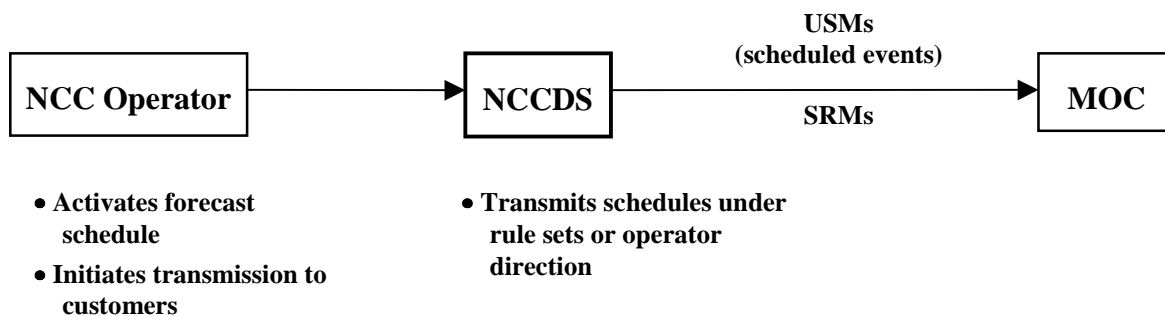 USMs
(scheduled events)
NCC Operator
NCCDS
MOC
SRMs
• Activates forecast
schedule
• Initiates transmission to
customers
• Transmits schedules under
rule sets or operator
direction